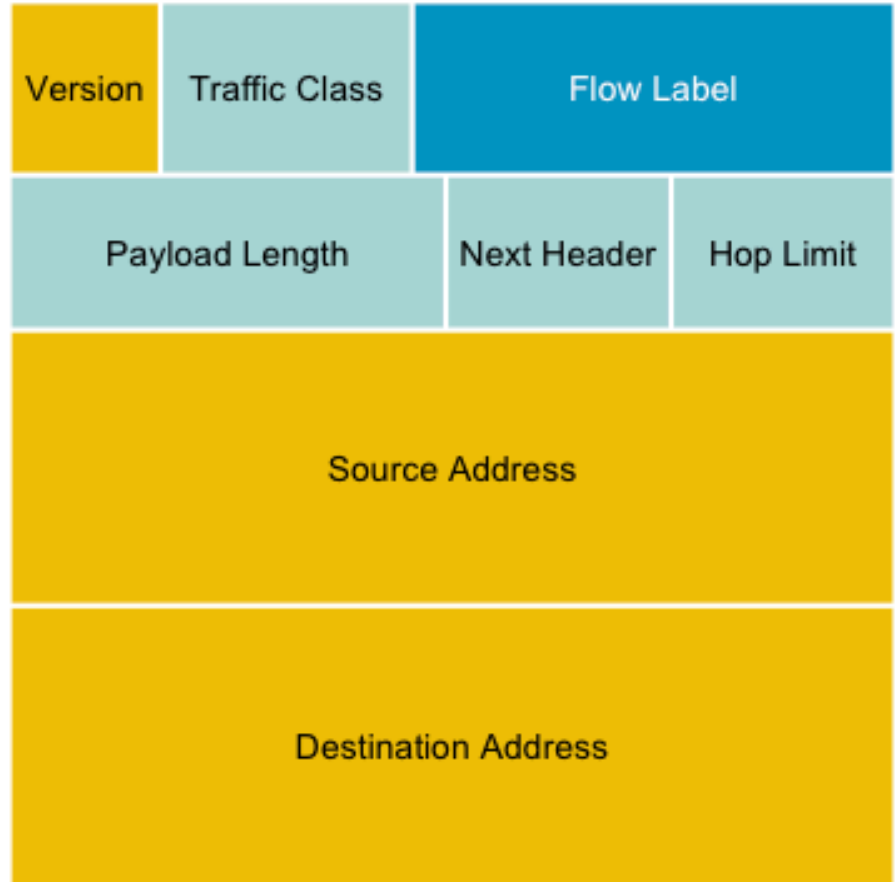 Version Traffic Class Flow Label
Payload Length Next Header Hop Limit
Source Address
Destination Address